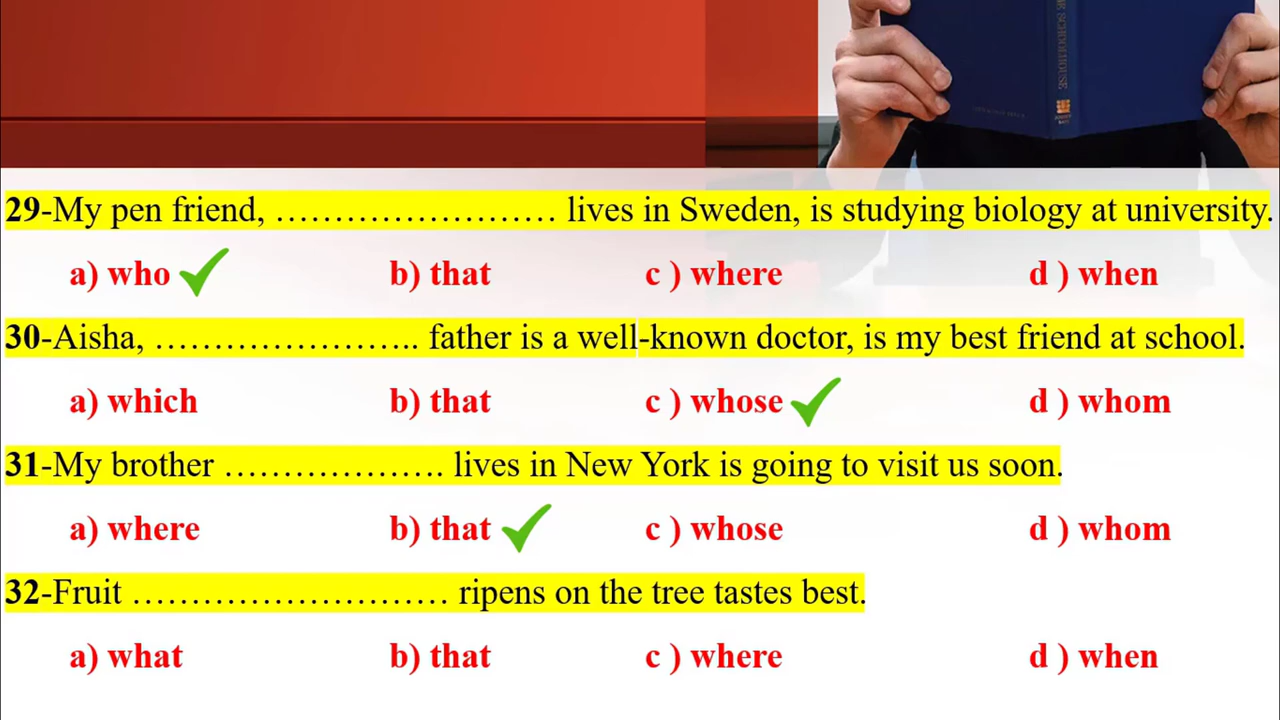 29-My pen friend, …………………… lives in Sweden, is studying biology at university.
a) who b) that c ) where d ) when
30-Aisha, ………………….. father is a well-known doctor, is my best friend at school.
a) which b) that c ) whose d ) whom
31-My brother ………………. lives in New York is going to visit us soon.
a) where b) that c ) whose d ) whom
32-Fruit ……………………… ripens on the tree tastes best.
a) what b) that c ) where d ) when